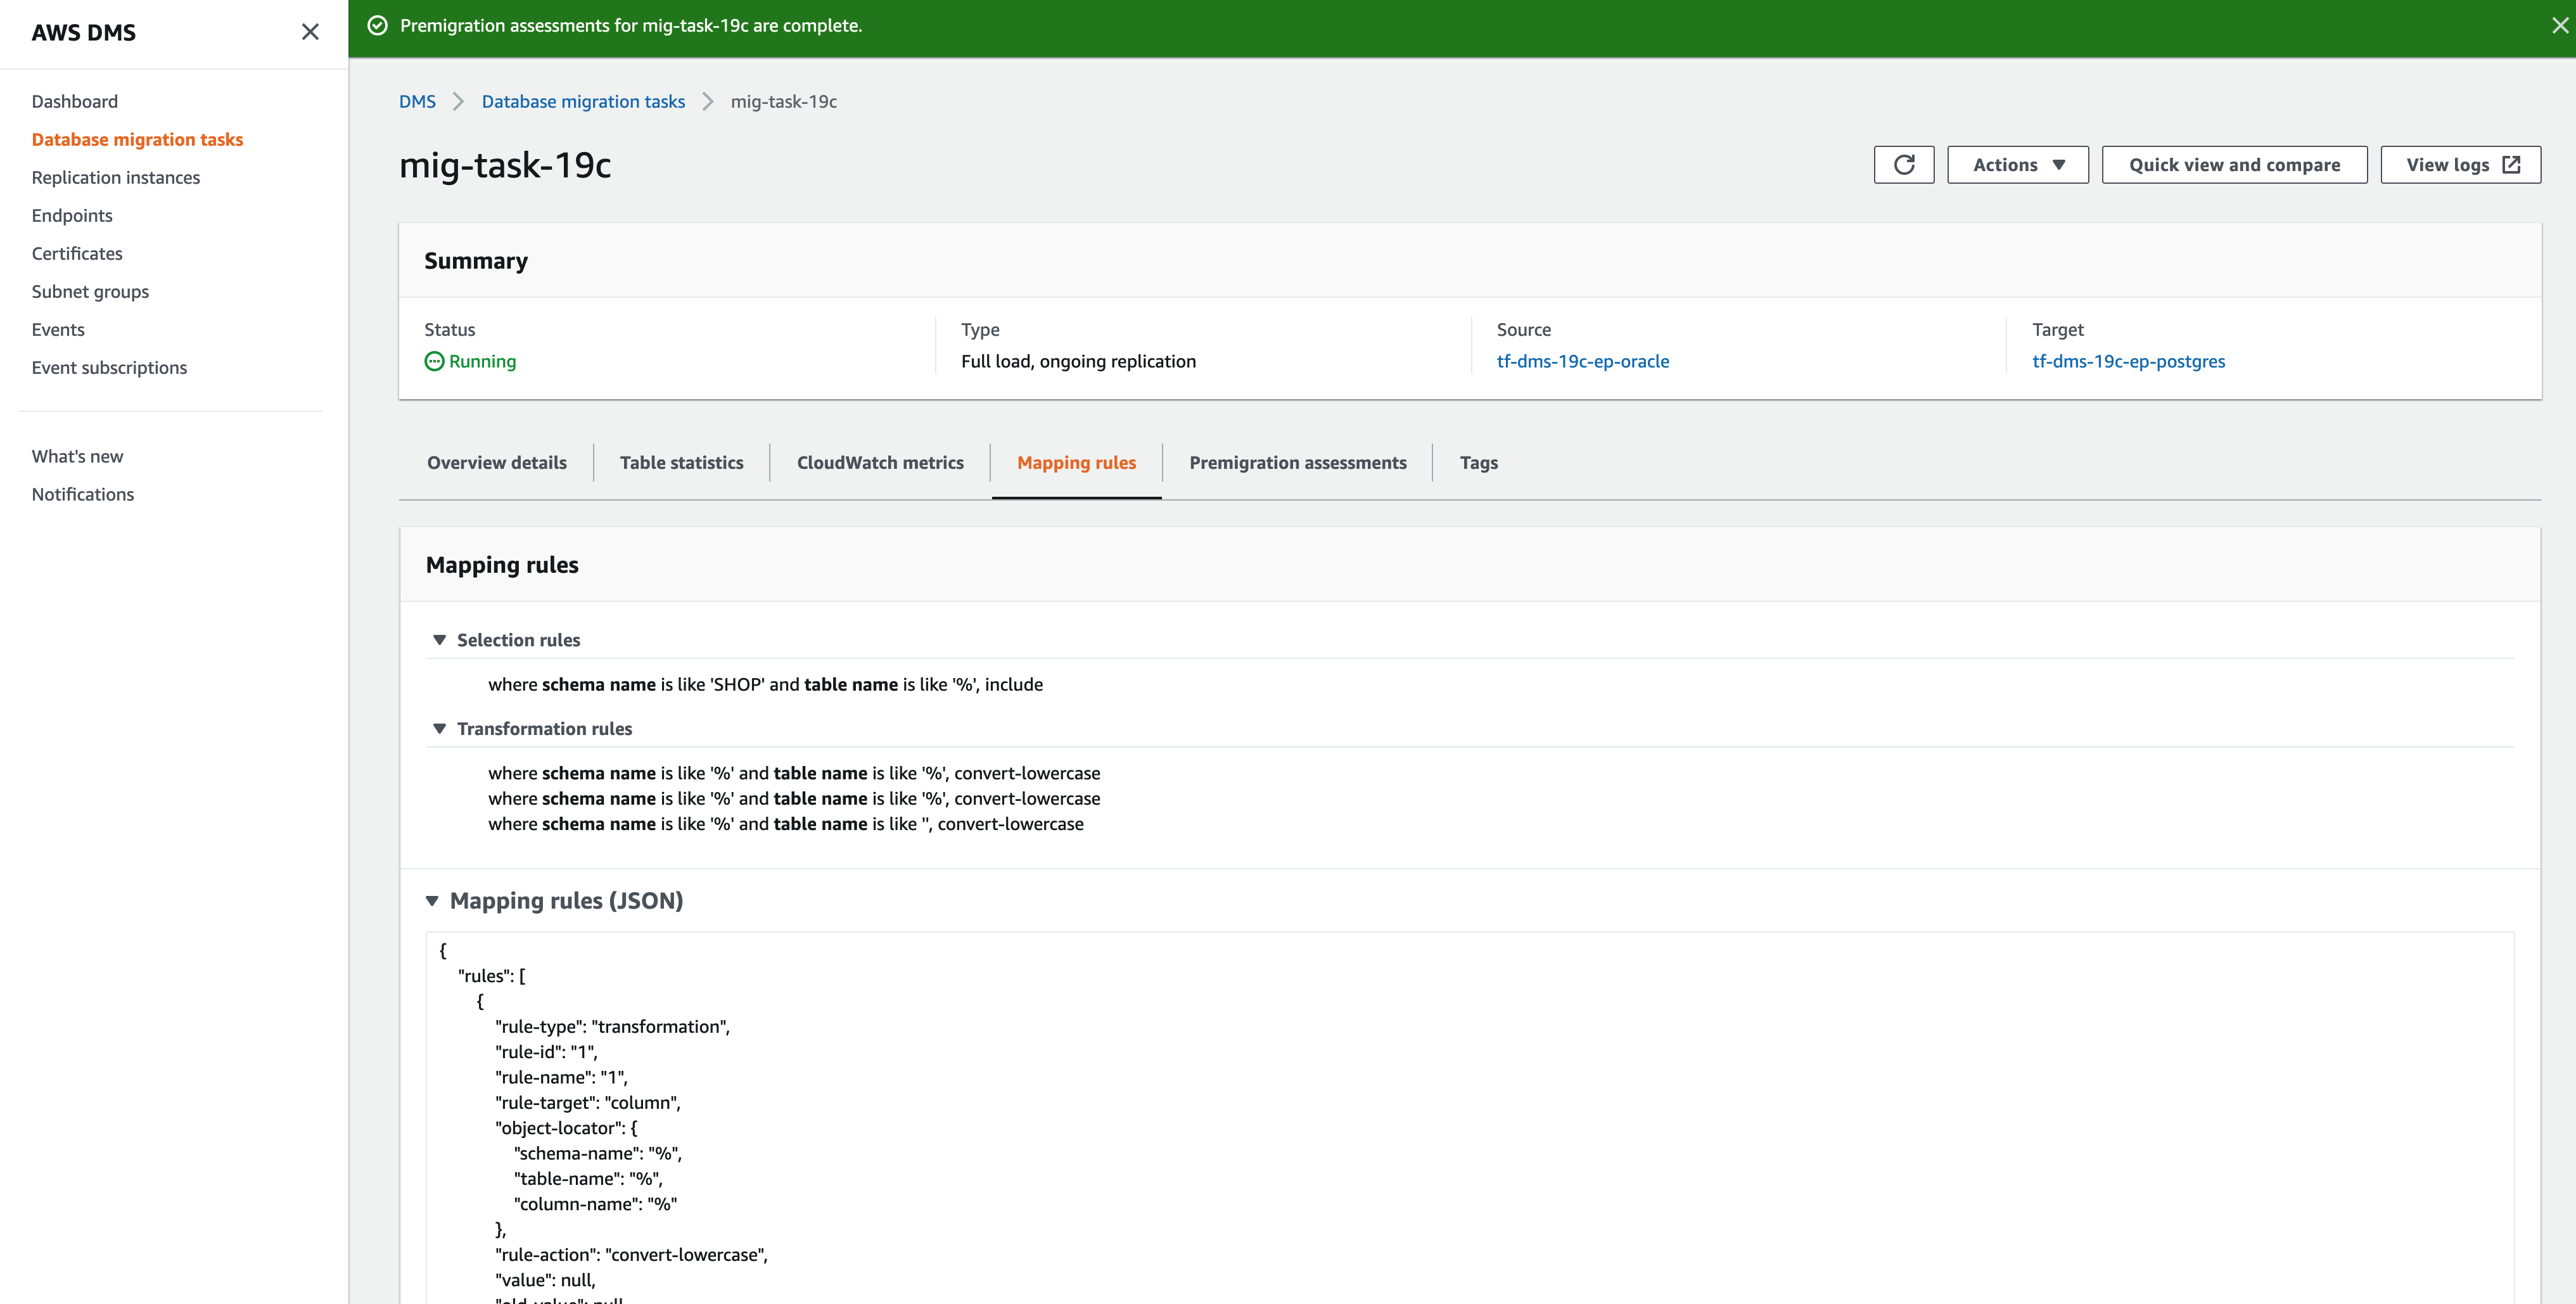 AWS DMS
Dashboard
Database migration tasks
Replication instances
Endpoints
Certificates
Subnet groups
Events
Event subscriptions
What's new
Notifications
Premigration assessments for mig-task-19c are complete.
DMS
Database migration tasks
mig-task-19c
mig-task-19c
Actions
Quick view and compare
View logs
Summary
Status
Running
Type
Full load, ongoing replication
Source
tf-dms-19c-ep-oracle
Target
tf-dms-19c-ep-postgres
Overview details
Table statistics
CloudWatch metrics
Mapping rules
Premigration assessments
Tags
Mapping rules
Selection rules
where schema name is like 'SHOP' and table name is like '%', include
Transformation rules
where schema name is like '%' and table name is like '%', convert-lowercase
where schema name is like '%' and table name is like '%', convert-lowercase
where schema name is like '%' and table name is like '', convert-lowercase
Mapping rules (JSON)
{
"rules": [
{
"rule-type": "transformation",
"rule-id": "1",
"rule-name": "1",
"rule-target": "column",
"object-locator": {
"schema-name": "%",
"table-name": "%",
"column-name": "%"
},
"rule-action": "convert-lowercase",
"value": null,
"old-value": null